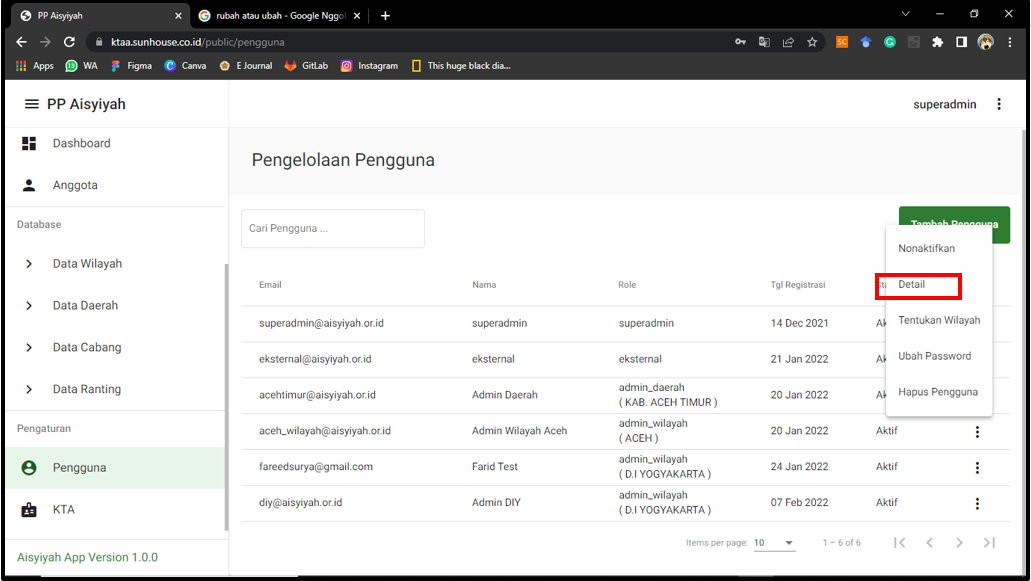 PP Aisyiyah
rubah atau ubah - Google Nggol
ktaa.sunhouse.co.id/public/pengguna
Apps WA Figma Canva E Journal GitLab Instagram This huge black dia...
PP Aisyiyah
superadmin
Dashboard
Anggota
Database
Data Wilayah
Data Daerah
Data Cabang
Data Ranting
Pengaturan
Pengguna
KTA
Aisyiyah App Version 1.0.0
Pengelolaan Pengguna
Cari Pengguna ...
Tambah Pengguna
Nonaktifkan
Detail
Tentukan Wilayah
Ubah Password
Hapus Pengguna
Email Nama Role Tgl Registrasi
superadmin@aisyiyah.or.id superadmin superadmin 14 Dec 2021
eksternal@aisyiyah.or.id eksternal eksternal 21 Jan 2022
acehtimur@aisyiyah.or.id Admin Daerah admin_daerah 20 Jan 2022
( KAB. ACEH TIMUR )
aceh_wilayah@aisyiyah.or.id Admin Wilayah Aceh admin_wilayah 20 Jan 2022 Aktif
( ACEH )
fareedsurya@gmail.com Farid Test admin_wilayah 24 Jan 2022 Aktif
( D.I YOGYAKARTA )
diy@aisyiyah.or.id Admin DIY admin_wilayah 07 Feb 2022 Aktif
( D.I YOGYAKARTA )
Items per page: 10 1 – 6 of 6